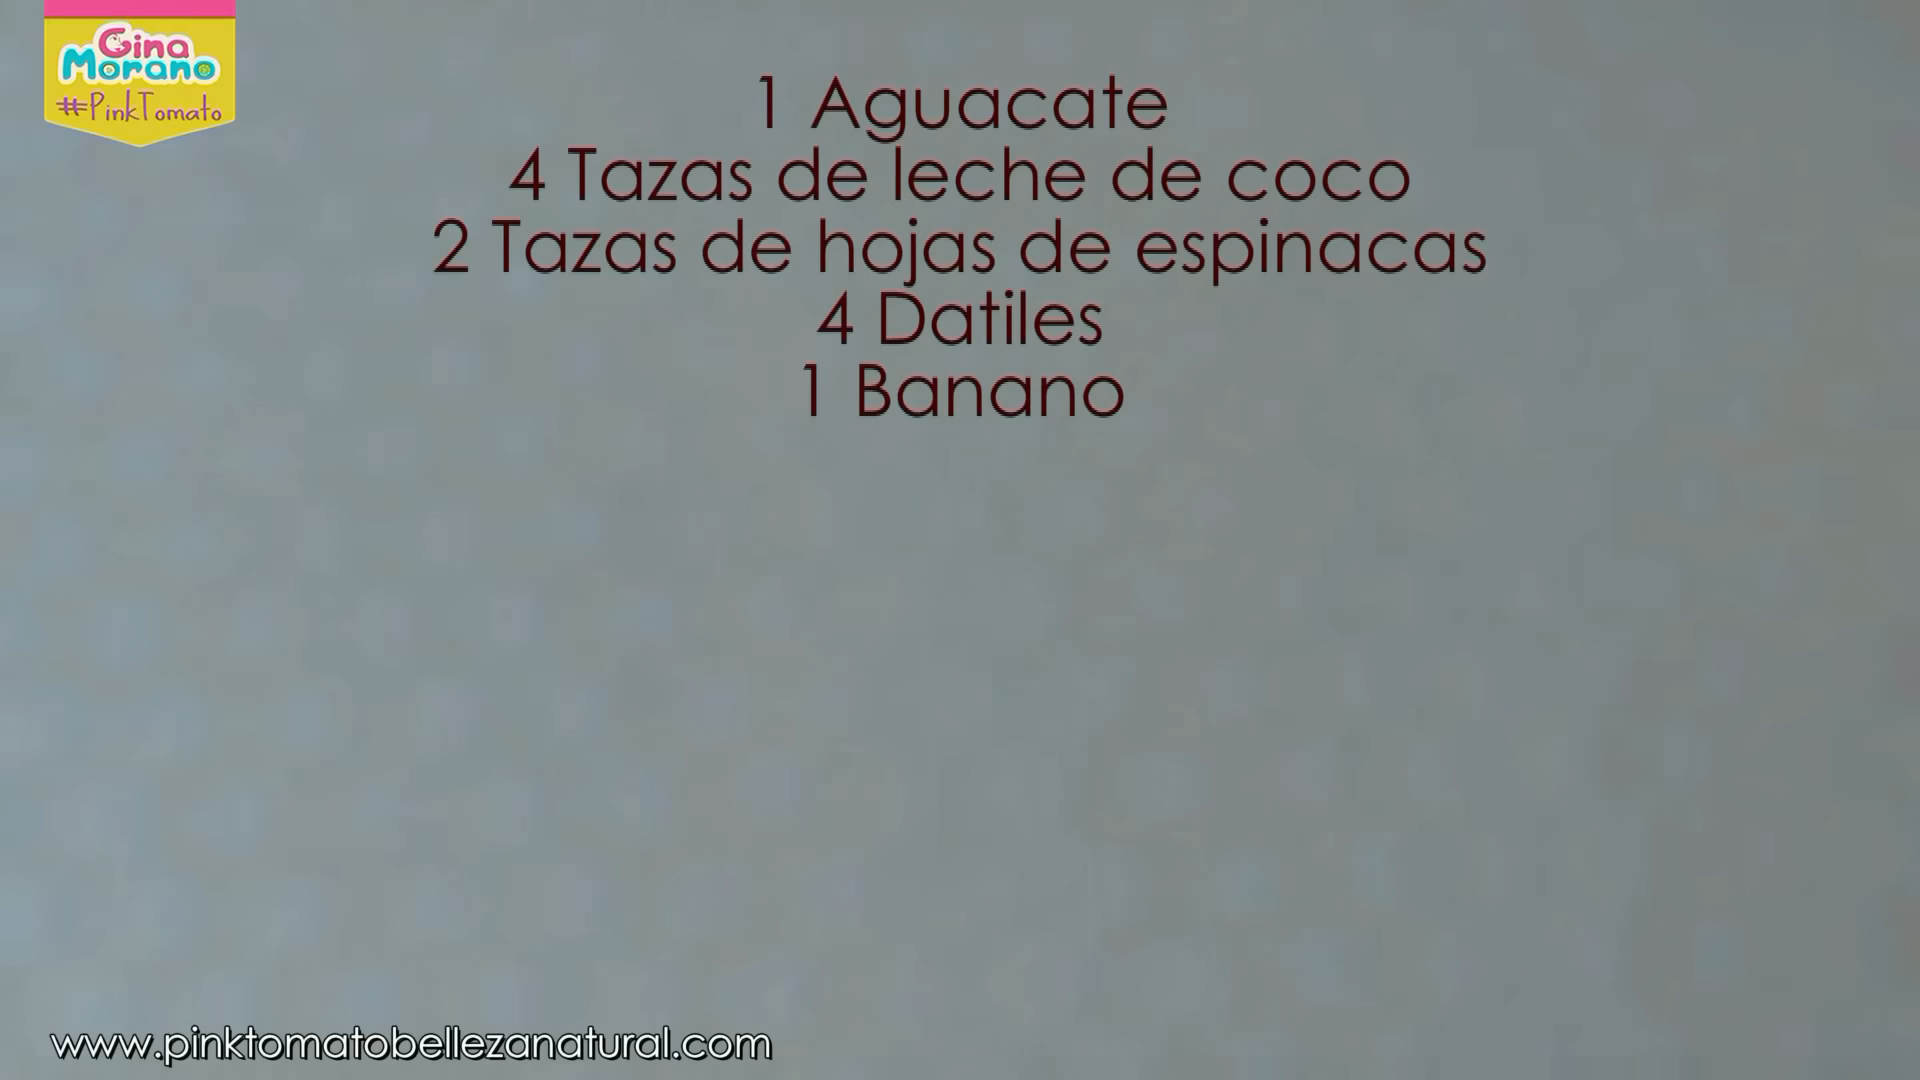 Gina
Morano
#PinkTomato
1 Aguacate
4 Tazas de leche de coco
2 Tazas de hojas de espinacas
4 Datiles
1 Banano
www.pinktomatobellezanatural.com